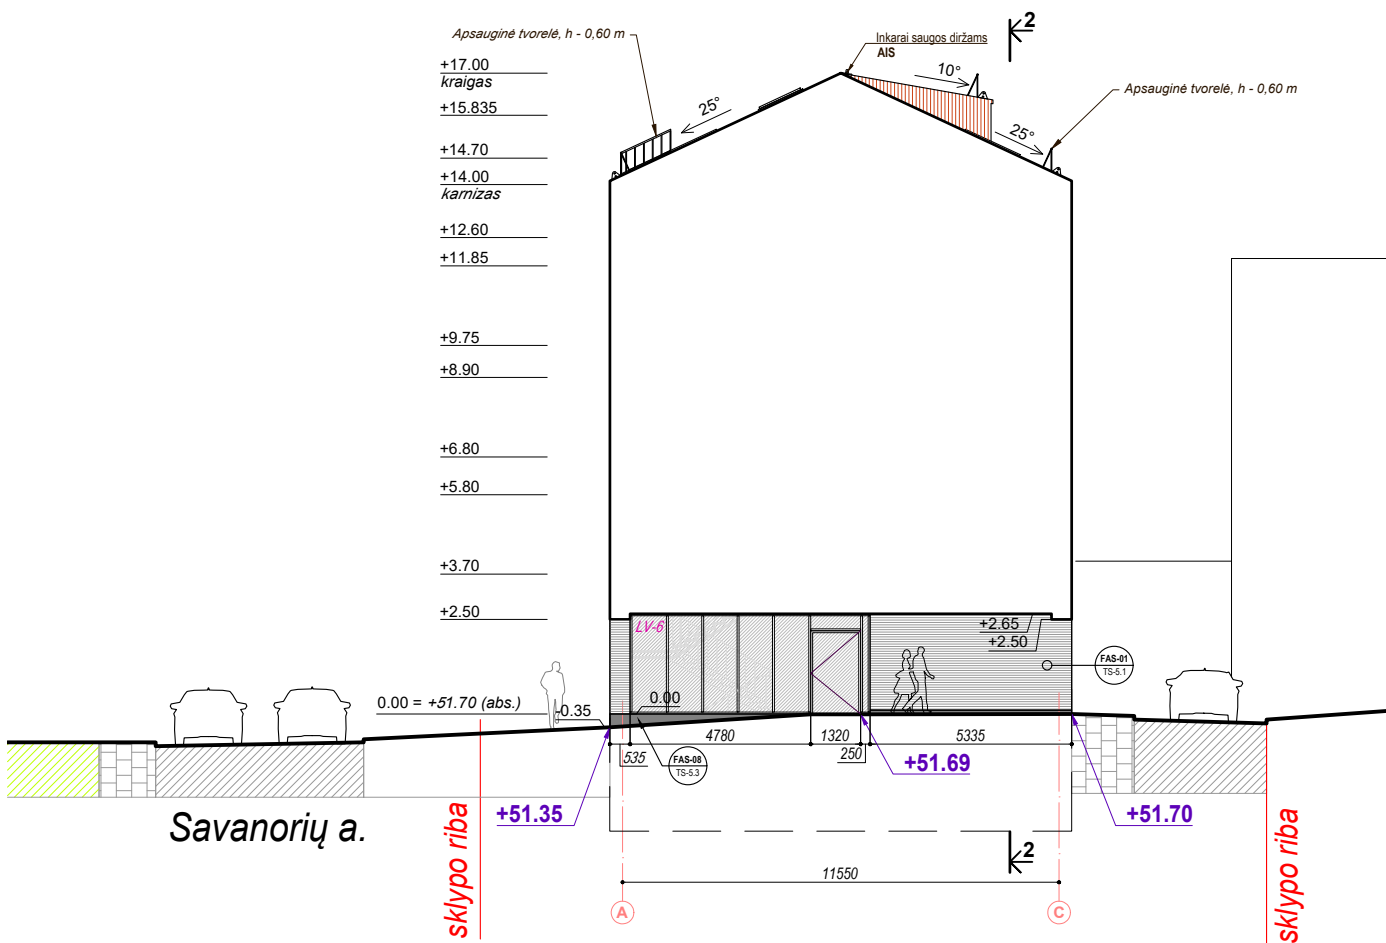 2
Apsauginė tvorelė, h - 0,60 m
Inkarai saugos diržams
AIS
+17.00
kraigas
10°
Apsauginė tvorelė, h - 0,60 m
+15.835
25°
25°
+14.70
+14.00
karnizas
+12.60
+11.85
+9.75
+8.90
+6.80
+5.80
+3.70
+2.50
LV-6
+2.65
+2.50
FAS-01
TS-5.1
0.00 = +51.70 (abs.)
-0.35
0.00
4780
1320
5335
535
250
FAS-08
TS-5.3
+51.69
+51.35
+51.70
Savanorių a.
sklypo riba
sklypo riba
2
11550
A
C